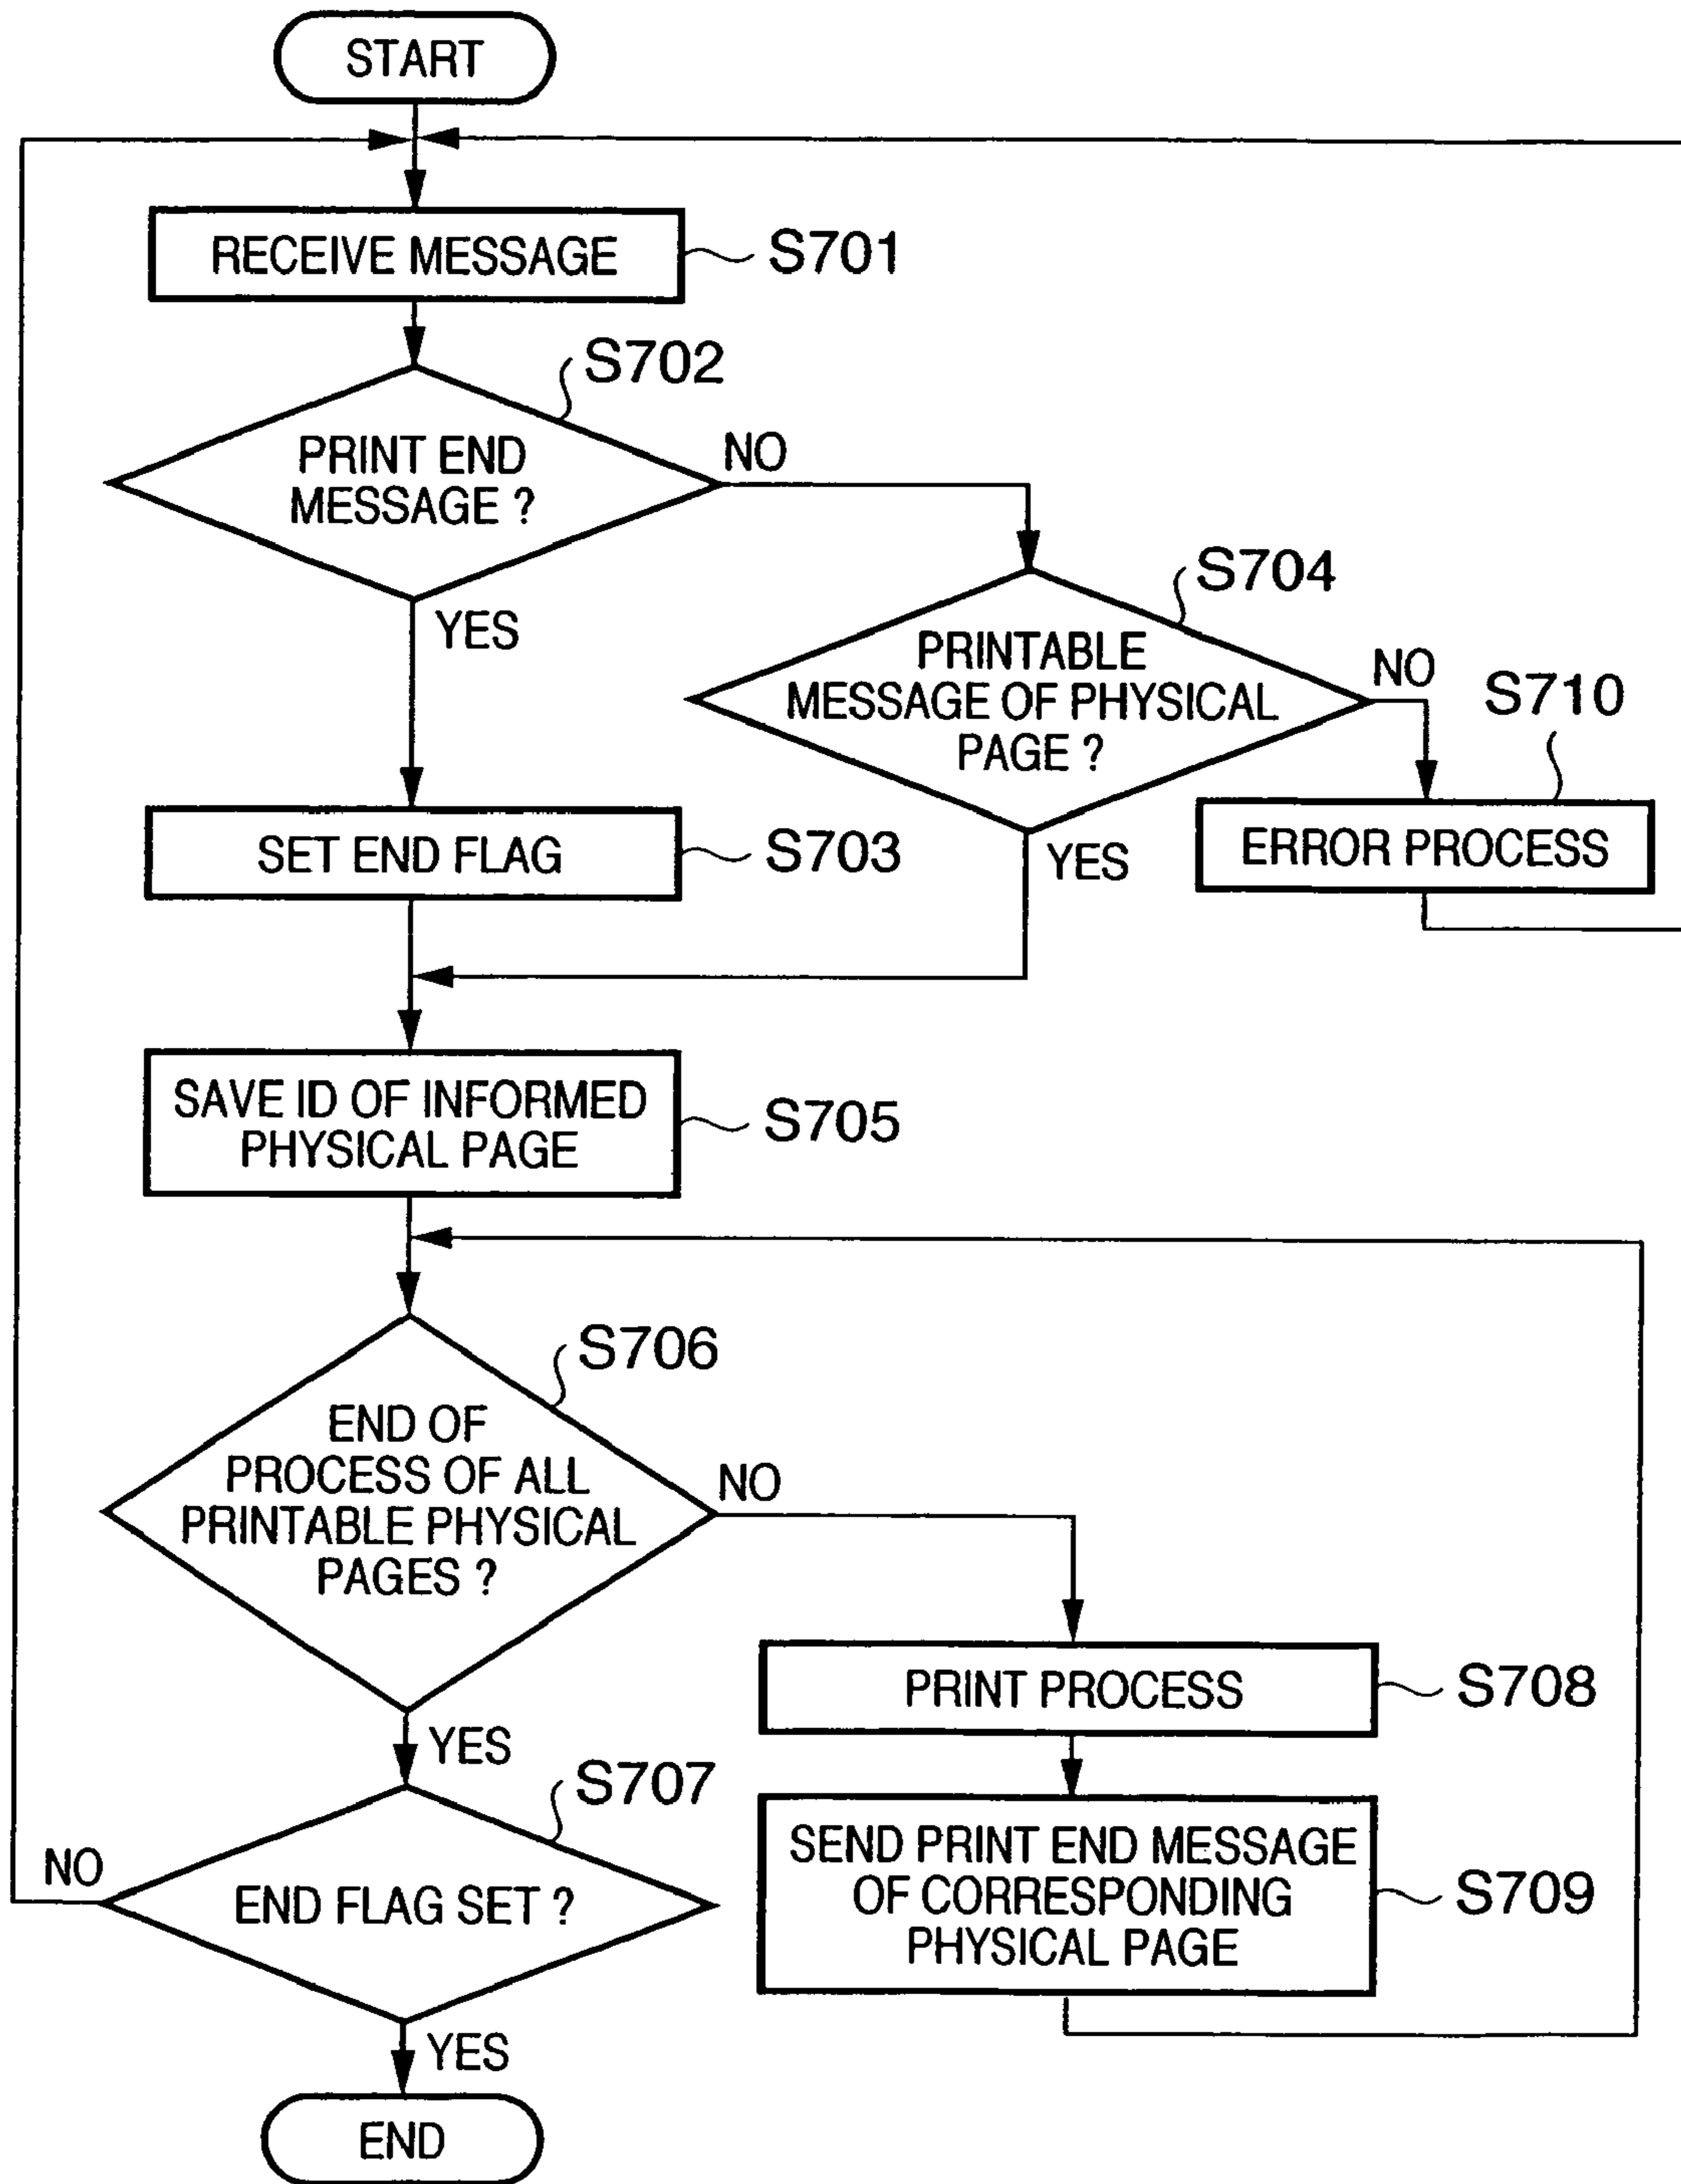 START
RECEIVE MESSAGE
S701
S702
PRINT END
MESSAGE ?
NO
YES
S704
PRINTABLE
MESSAGE OF PHYSICAL
PAGE ?
NO
YES
S710
ERROR PROCESS
SET END FLAG
S703
SAVE ID OF INFORMED
PHYSICAL PAGE
S705
S706
END OF
PROCESS OF ALL
PRINTABLE PHYSICAL
PAGES ?
NO
YES
PRINT PROCESS
S708
S707
END FLAG SET ?
NO
YES
SEND PRINT END MESSAGE
OF CORRESPONDING
PHYSICAL PAGE
S709
END